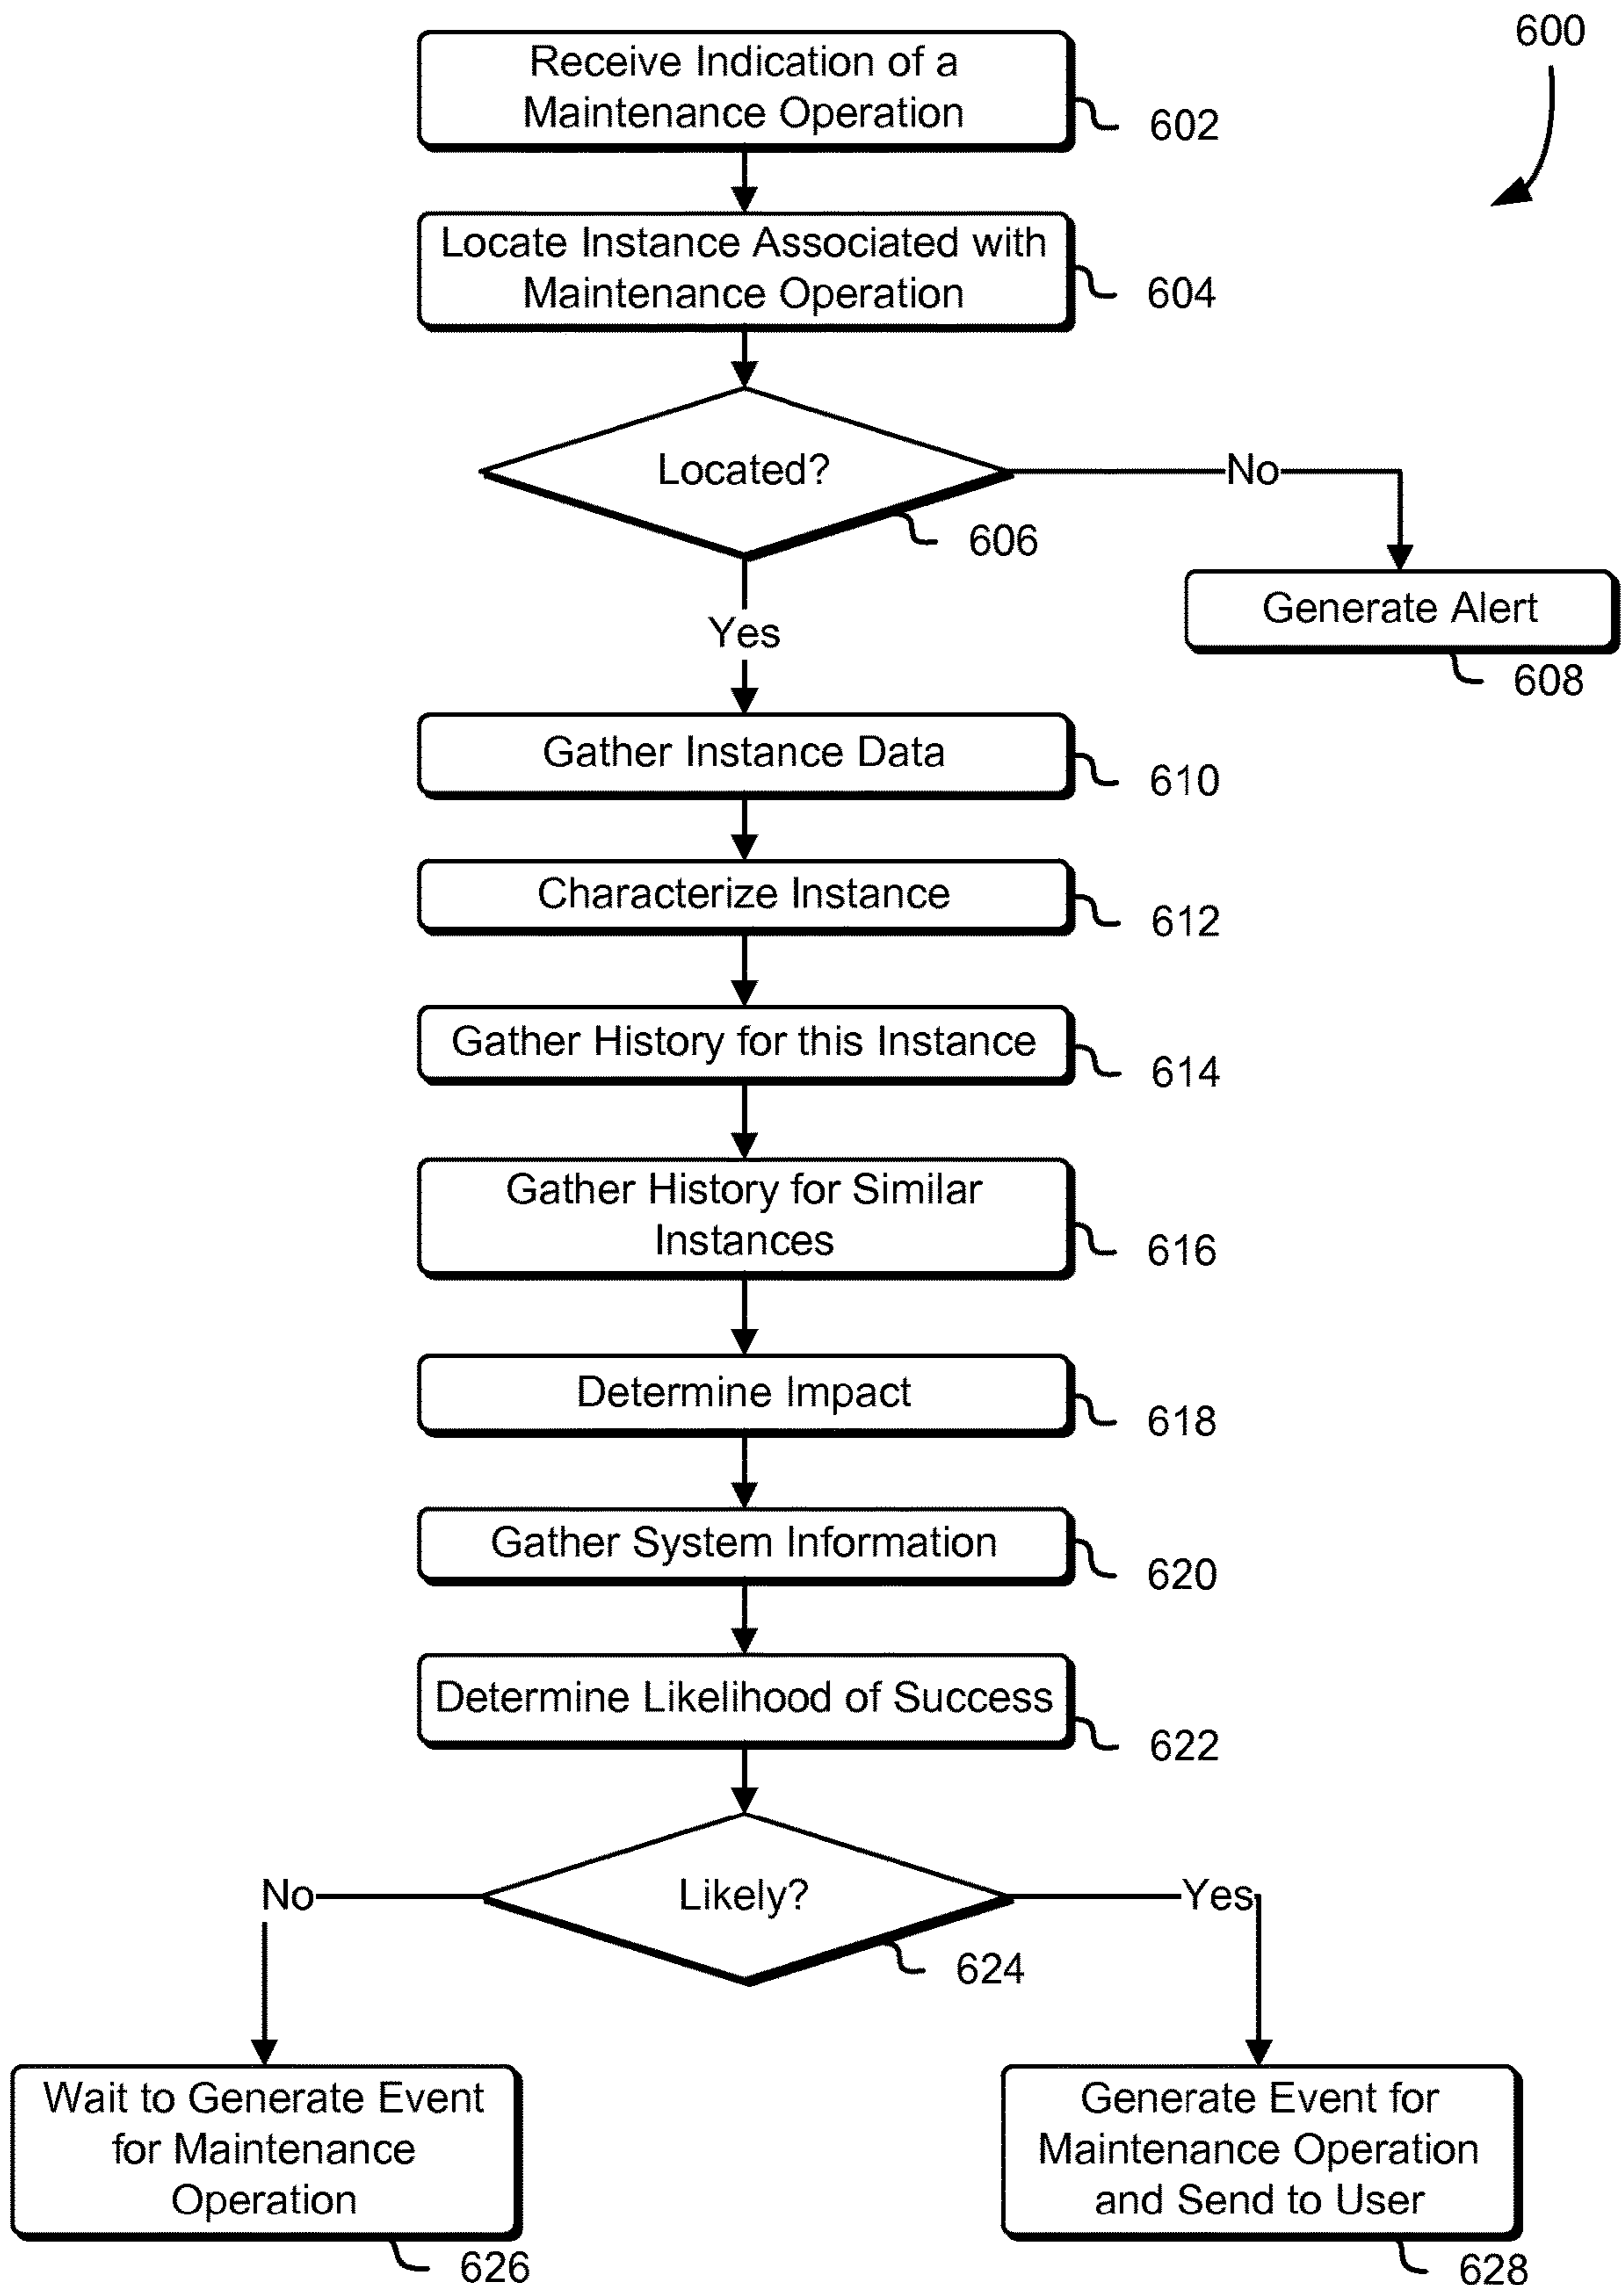 600
Receive Indication of a
Maintenance Operation
602
Locate Instance Associated with
Maintenance Operation
604
Located?
No
606
Generate Alert
608
Yes
Gather Instance Data
610
Characterize Instance
612
Gather History for this Instance
614
Gather History for Similar
Instances
616
Determine Impact
618
Gather System Information
620
Determine Likelihood of Success
622
No
Likely?
Yes
624
Wait to Generate Event
for Maintenance
Operation
626
Generate Event for
Maintenance Operation
and Send to User
628